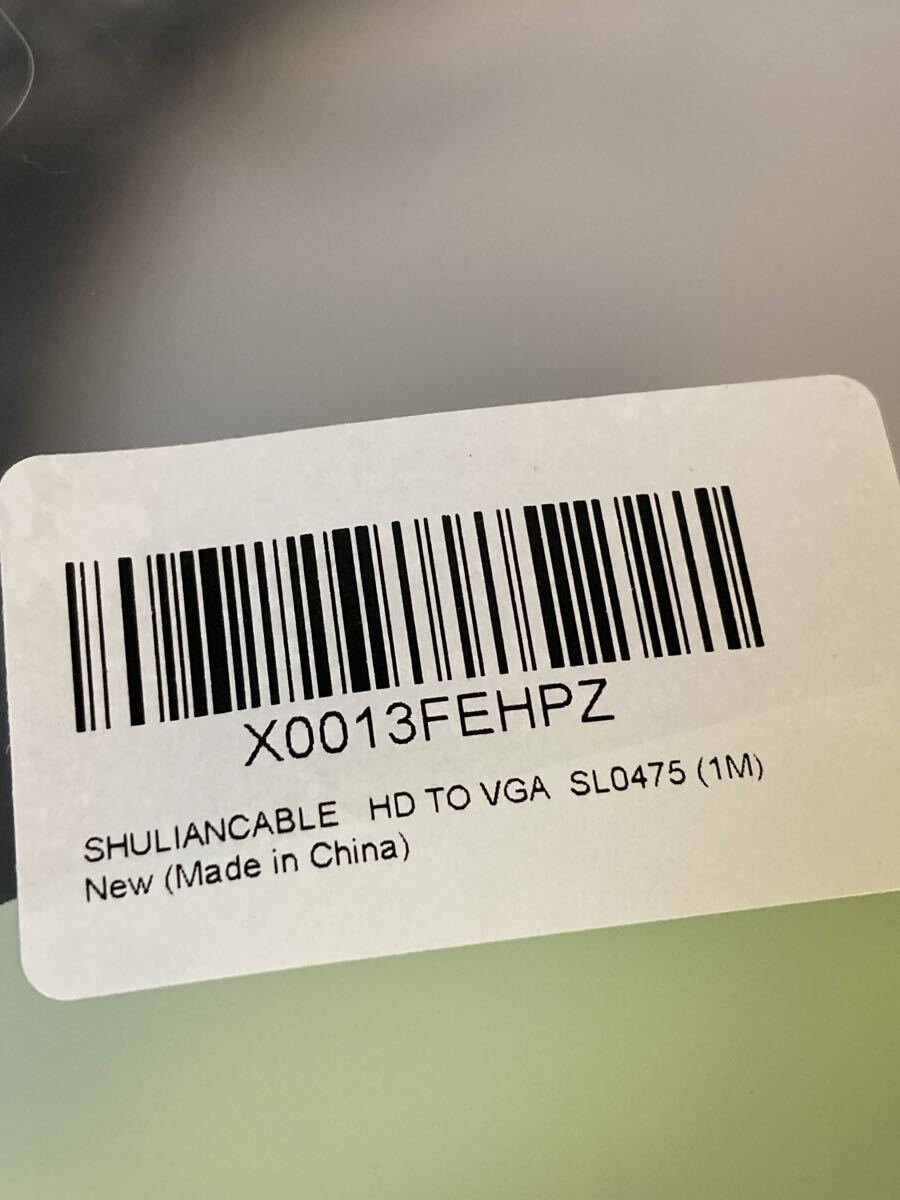 X0013FEHPZ
SHULIANCABLE HD TO VGA SL0475 (1M)
New (Made in China)